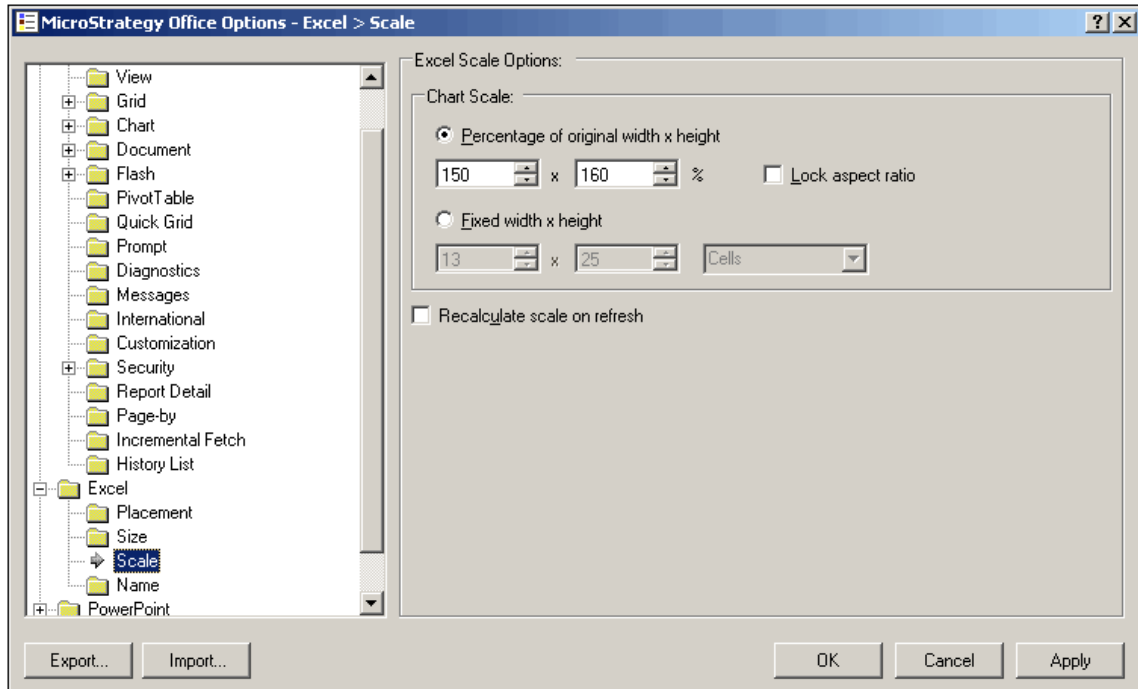 MicroStrategy Office Options - Excel > Scale
View
Grid
Chart
Document
Flash
PivotTable
Quick Grid
Prompt
Diagnostics
Messages
International
Customization
Security
Report Detail
Page-by
Incremental Fetch
History List
Excel
Placement
Size
Scale
Name
PowerPoint
Excel Scale Options:
Chart Scale:
Percentage of original width x height
150 x 160 % Lock aspect ratio
Fixed width x height
13 x 25 Cells
Recalculate scale on refresh
Export... Import... OK Cancel Apply